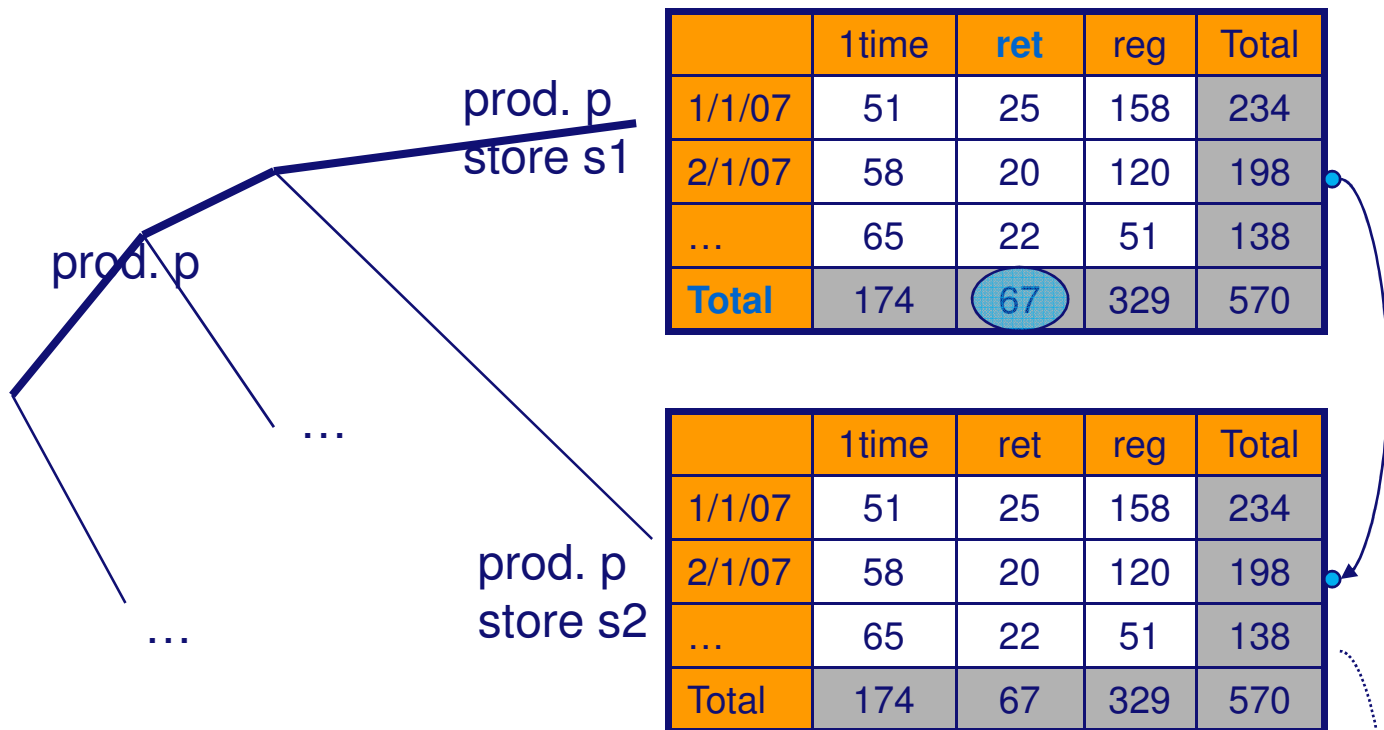 prod. p
store s1
prod. p
…
…
1time ret reg Total
1/1/07 51 25 158 234
2/1/07 58 20 120 198
… 65 22 51 138
Total 174 67 329 570
prod. p
store s2
1time ret reg Total
1/1/07 51 25 158 234
2/1/07 58 20 120 198
… 65 22 51 138
Total 174 67 329 570